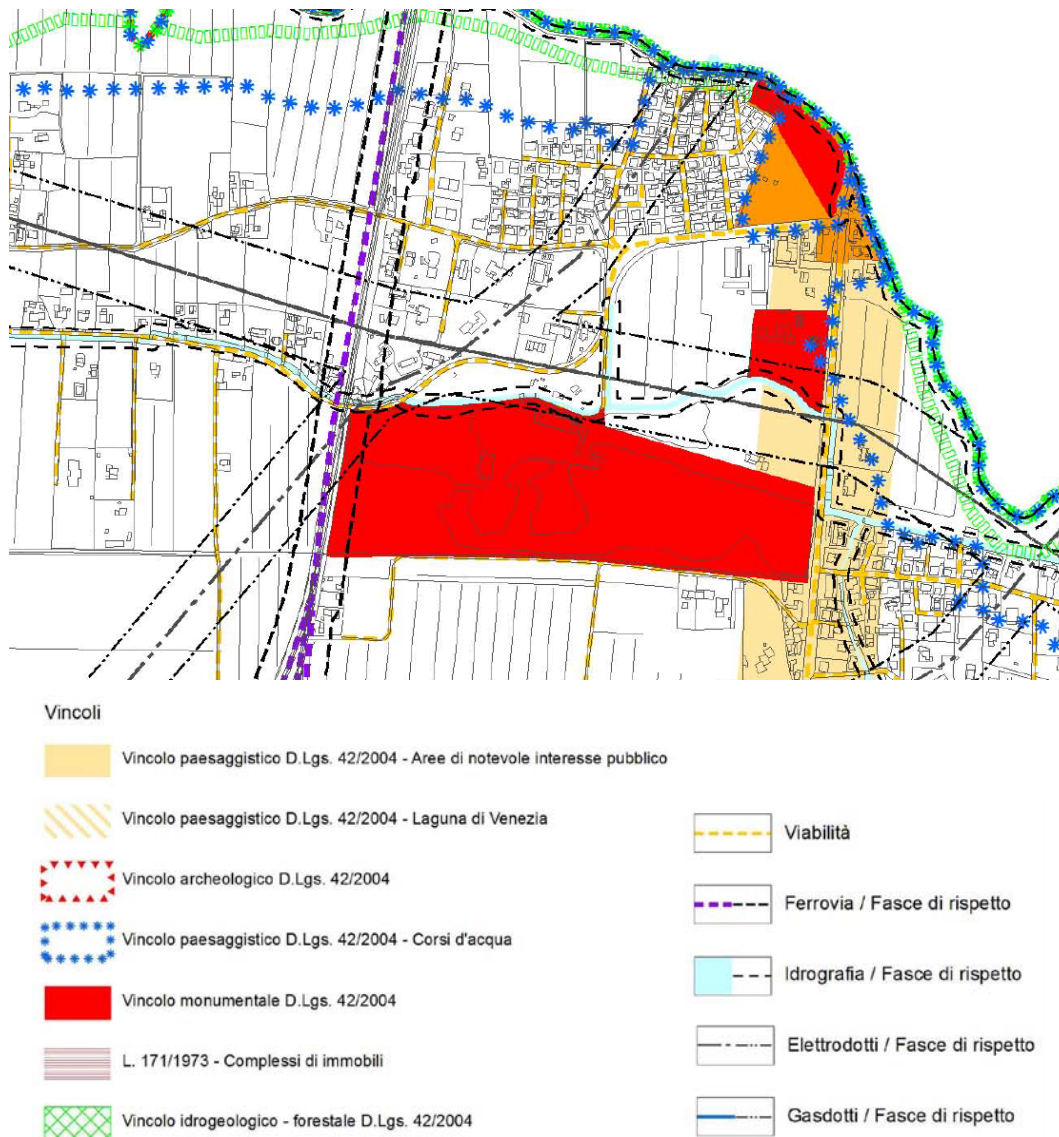 Vincoli
Vincolo paesaggistico D.Lgs. 42/2004 - Aree di notevole interesse pubblico
Vincolo paesaggistico D.Lgs. 42/2004 - Laguna di Venezia
Vincolo archeologico D.Lgs. 42/2004
Vincolo paesaggistico D.Lgs. 42/2004 - Corsi d'acqua
Vincolo monumentale D.Lgs. 42/2004
L. 171/1973 - Complessi di immobili
Vincolo idrogeologico - forestale D.Lgs. 42/2004
Viabilità
Ferrovia / Fasce di rispetto
Idrografia / Fasce di rispetto
Elettrodotti / Fasce di rispetto
Gasdotti / Fasce di rispetto